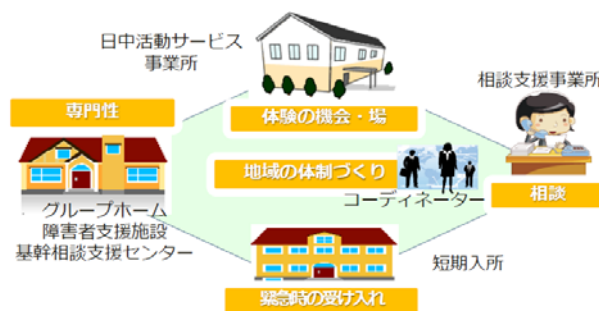 日中活動サービス
事業所
相談支援事業所
専門性
体験の機会・場
地域の体制づくり
コーディネーター
相談
グループホーム
障害者支援施設
基幹相談支援センター
短期入所
緊急時の受け入れ